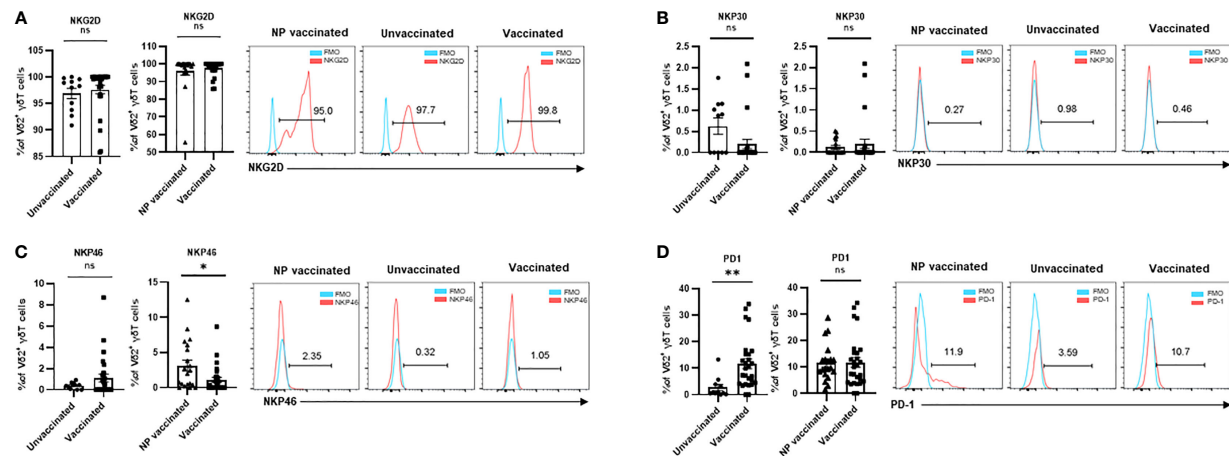 A
NKG2D
ns
%of Vδ2⁺ γδT cells
105
100
95
90
85
Unvaccinated
Vaccinated
NKG2D
ns
%of Vδ2⁺ γδT cells
100
90
80
70
60
50
NP vaccinated
Vaccinated
NP vaccinated
FMO
NKG2D
95.0
Unvaccinated
FMO
NKG2D
97.7
Vaccinated
FMO
NKG2D
99.8
NKG2D
B
NKP30
ns
%of Vδ2⁺ γδT cells
2.5
2.0
1.5
1.0
0.5
0.0
Unvaccinated
Vaccinated
NKP30
ns
%of Vδ2⁺ γδT cells
2.5
2.0
1.5
1.0
0.5
0.0
NP vaccinated
Vaccinated
NP vaccinated
FMO
NKP30
0.27
Unvaccinated
FMO
NKP30
0.98
Vaccinated
FMO
NKP30
0.46
NKP30
C
NKP46
ns
%of Vδ2⁺ γδT cells
10
8
6
4
2
0
Unvaccinated
Vaccinated
NKP46
*
%of Vδ2⁺ γδT cells
15
10
5
0
NP vaccinated
Vaccinated
NP vaccinated
FMO
NKP46
2.35
Unvaccinated
FMO
NKP46
0.32
Vaccinated
FMO
NKP46
1.05
NKP46
D
PD1
**
%of Vδ2⁺ γδT cells
40
30
20
10
0
Unvaccinated
Vaccinated
PD1
ns
%of Vδ2⁺ γδT cells
40
30
20
10
0
NP vaccinated
Vaccinated
NP vaccinated
FMO
PD-1
11.9
Unvaccinated
FMO
PD-1
3.59
Vaccinated
FMO
PD-1
10.7
PD-1